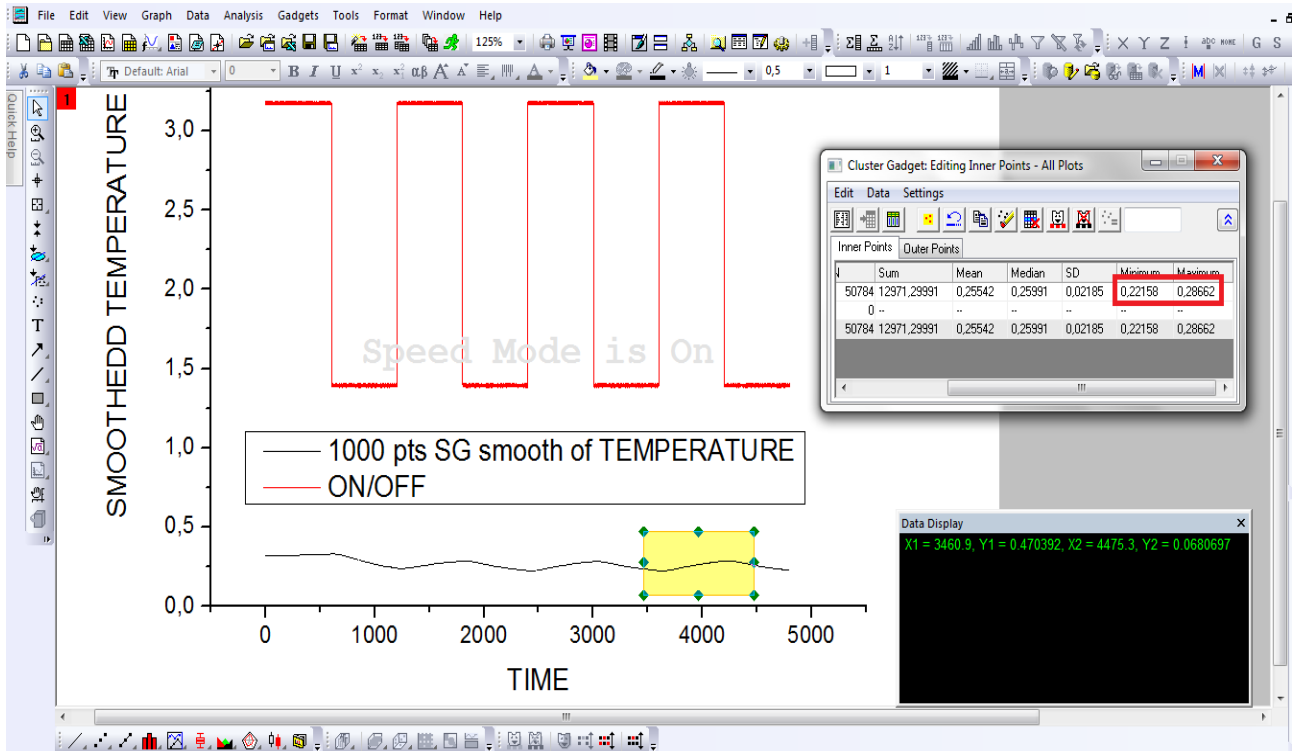 File Edit View Graph Data Analysis Gadgets Tools Format Window Help
125%
X Y Z
G S
Default: Arial 0 B I U x² x₂ αβ A A 0,5 1
M
Quick Help
1
T
SMOOTHEDD TEMPERATURE
3,0
2,5
2,0
1,5
1,0
0,5
0,0
Speed Mode is On
1000 pts SG smooth of TEMPERATURE
ON/OFF
0 1000 2000 3000 4000 5000
TIME
Cluster Gadget: Editing Inner Points - All Plots
Edit Data Settings
Inner Points Outer Points
Sum Mean Median SD Minimum Maximum
50784 12971,29991 0,25542 0,25991 0,02185 0,22158 0,28662
0 -- -- -- -- -- --
50784 12971,29991 0,25542 0,25991 0,02185 0,22158 0,28662
Data Display X
X1 = 3460.9, Y1 = 0.470392, X2 = 4475.3, Y2 = 0.0680697